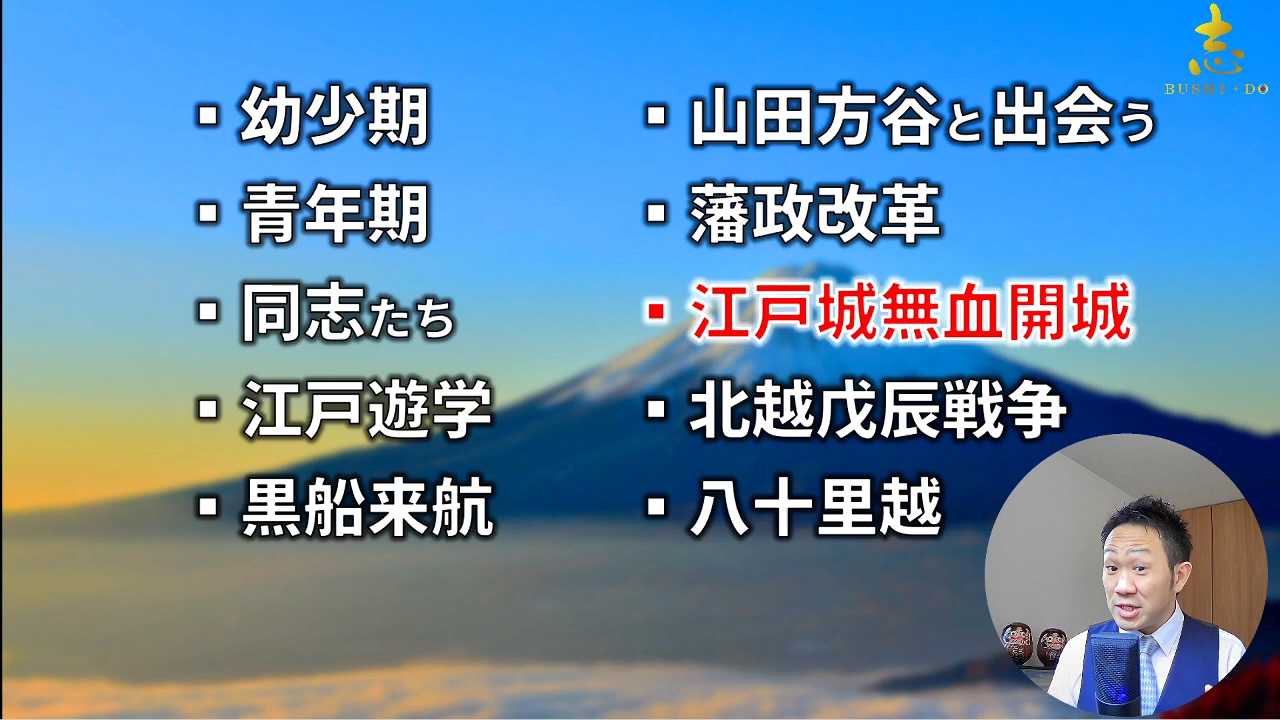 ▪幼少期
▪青年期
▪同志たち
▪江戸遊学
▪黒船来航
▪山田方谷と出会う
▪藩政改革
▪江戸城無血開城
▪北越戊辰戦争
▪八十里越
志
BUSHI・DO